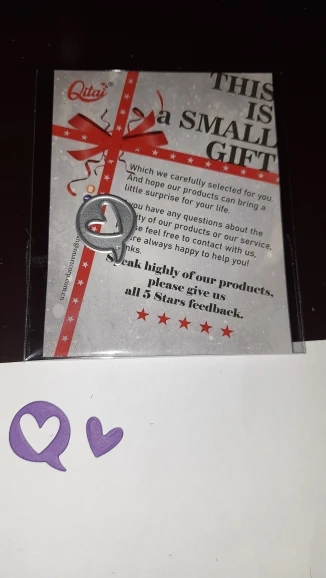 Qitai
THIS
IS
a SMALL
GIFT
Which we carefully selected for you.
And hope our products can bring a
little surprise for your life.
you have any questions about the
of our products or our service,
feel free to contact with us,
are always happy to help you!
Speak highly of our products,
please give us
all 5 Stars feedback.